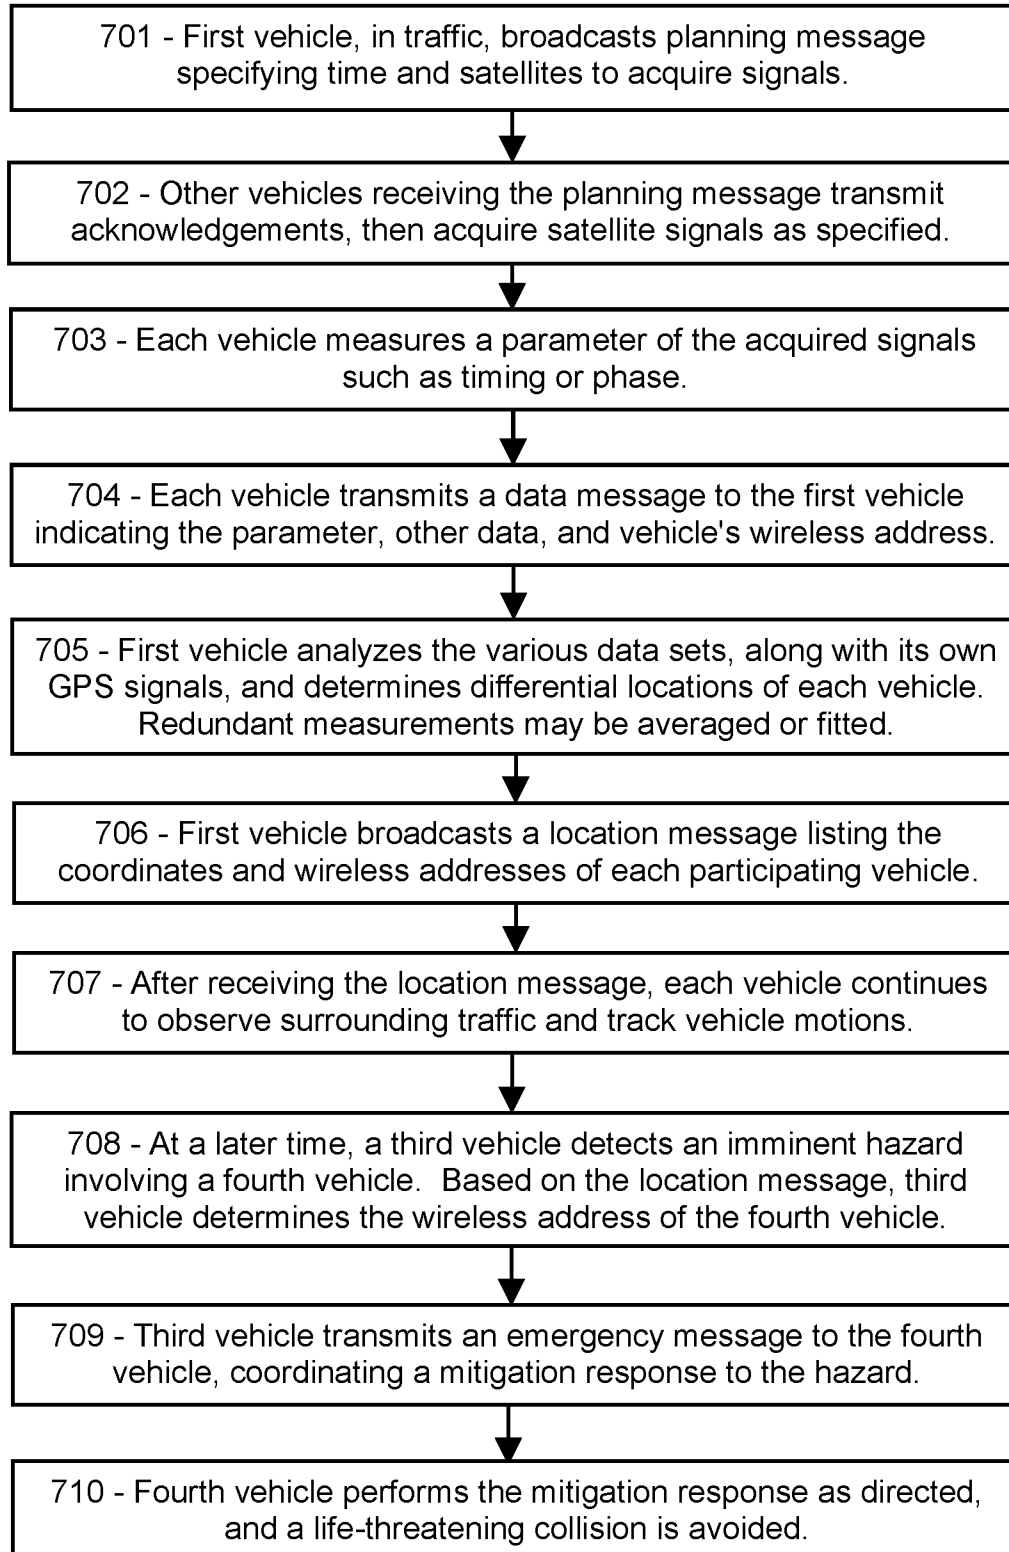 701 - First vehicle, in traffic, broadcasts planning message
specifying time and satellites to acquire signals.
702 - Other vehicles receiving the planning message transmit
acknowledgements, then acquire satellite signals as specified.
703 - Each vehicle measures a parameter of the acquired signals
such as timing or phase.
704 - Each vehicle transmits a data message to the first vehicle
indicating the parameter, other data, and vehicle's wireless address.
705 - First vehicle analyzes the various data sets, along with its own
GPS signals, and determines differential locations of each vehicle.
Redundant measurements may be averaged or fitted.
706 - First vehicle broadcasts a location message listing the
coordinates and wireless addresses of each participating vehicle.
707 - After receiving the location message, each vehicle continues
to observe surrounding traffic and track vehicle motions.
708 - At a later time, a third vehicle detects an imminent hazard
involving a fourth vehicle.  Based on the location message, third
vehicle determines the wireless address of the fourth vehicle.
709 - Third vehicle transmits an emergency message to the fourth
vehicle, coordinating a mitigation response to the hazard.
710 - Fourth vehicle performs the mitigation response as directed,
and a life-threatening collision is avoided.